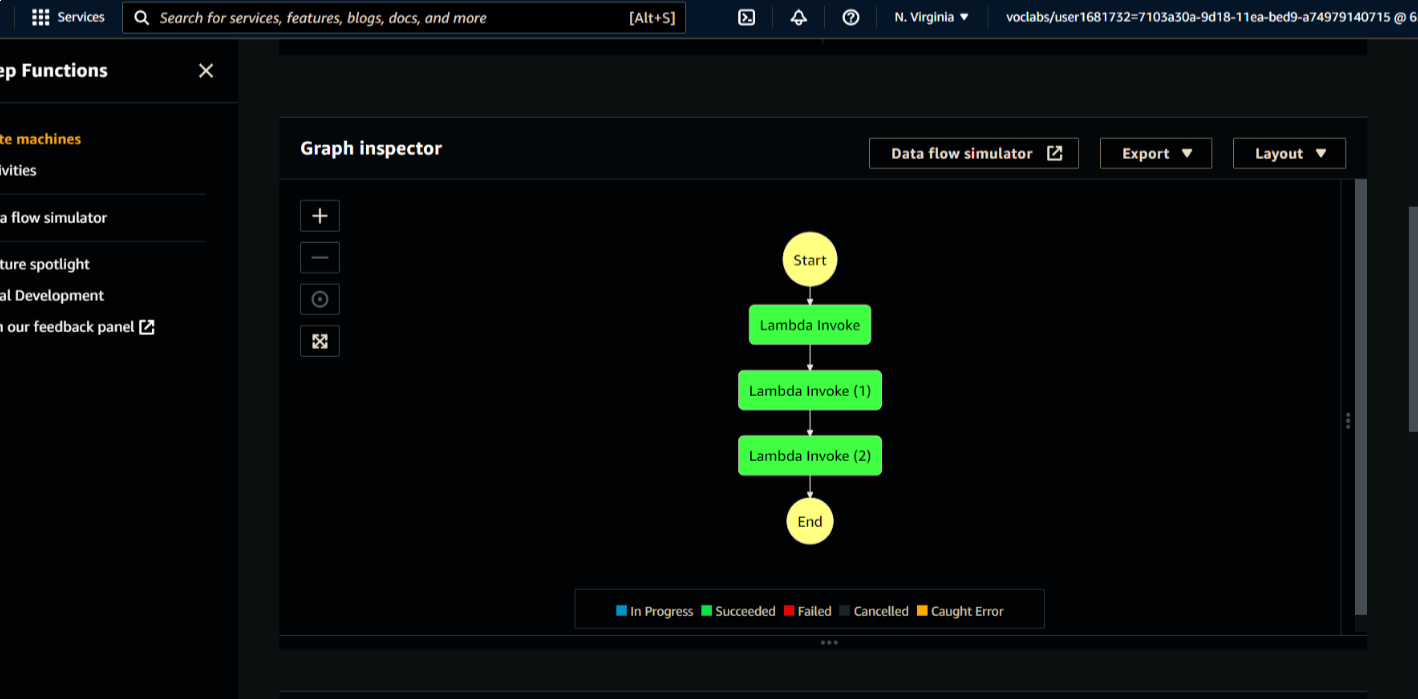 Services
Search for services, features, blogs, docs, and more [Alt+S]
N. Virginia
voclabs/user1681732=7103a30a-9d18-11ea-bed9-a74979140715 @ 6
ep Functions
te machines
ivities
a flow simulator
ture spotlight
al Development
n our feedback panel
Graph inspector
Data flow simulator
Export
Layout
Start
Lambda Invoke
Lambda Invoke (1)
Lambda Invoke (2)
End
In Progress Succeeded Failed Cancelled Caught Error